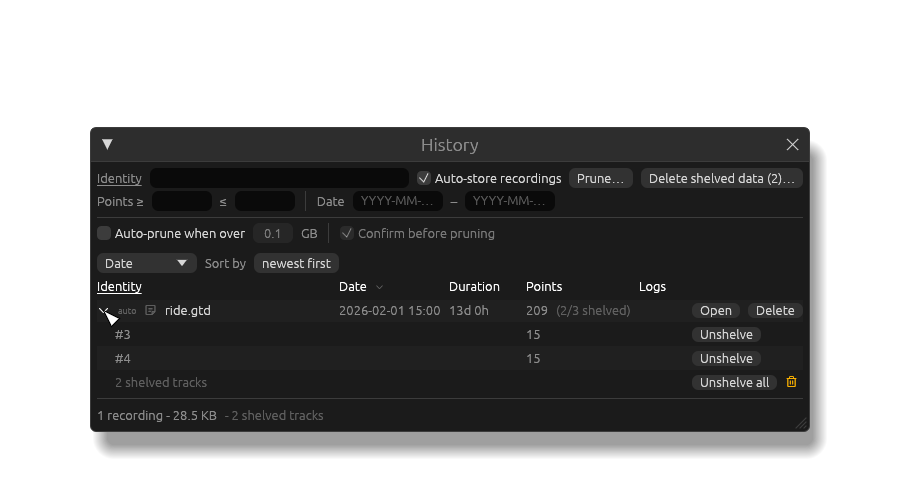 History
Identity Auto-store recordings Prune... Delete shelved data (2)...
Points ≥ ≤ Date YYYY-MM-... – YYYY-MM-...
Auto-prune when over 0.1 GB Confirm before pruning
Date Sort by newest first
Identity Date Duration Points Logs
auto ride.gtd 2026-02-01 15:00 13d 0h 209 (2/3 shelved) Open Delete
#3 15 Unshelve
#4 15 Unshelve
2 shelved tracks Unshelve all
1 recording - 28.5 KB - 2 shelved tracks